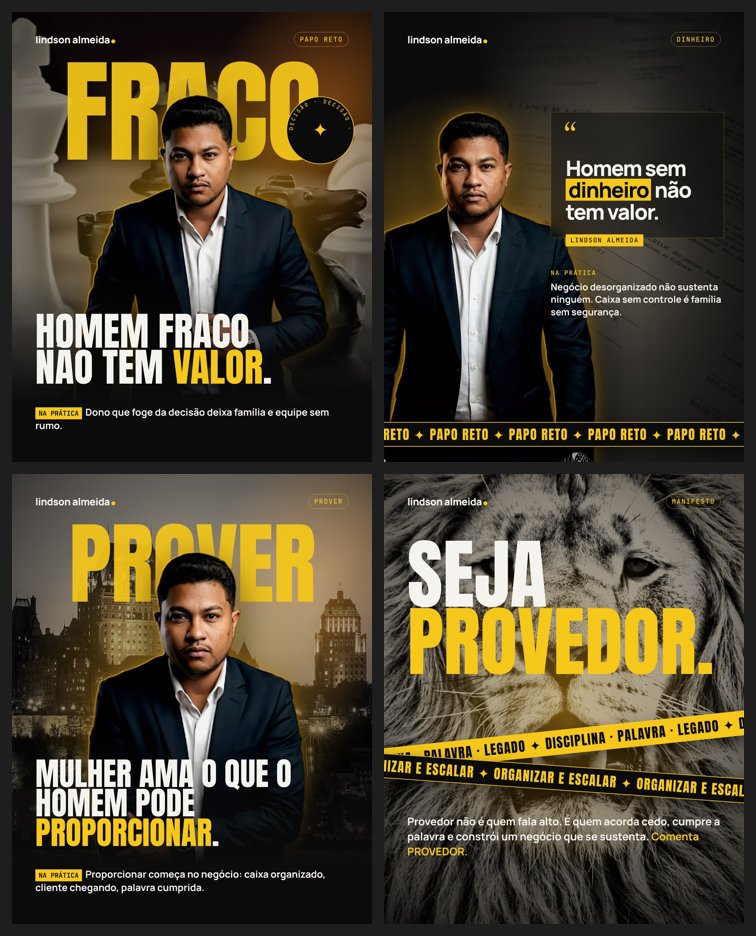 lindson almeida
PAPO RETO
FRACO
DECISÃO · DECISÃO ·
HOMEM FRACO
NÃO TEM VALOR.
NA PRÁTICA Dono que foge da decisão deixa família e equipe sem
rumo.
lindson almeida
DINHEIRO
CONTRACT
“
Homem sem
dinheiro não
tem valor.
LINDSON ALMEIDA
NA PRÁTICA
Negócio desorganizado não sustenta
ninguém. Caixa sem controle é família
sem segurança.
RETO ✦ PAPO RETO ✦ PAPO RETO ✦ PAPO RETO ✦ PAPO RETO ✦
lindson almeida
PROVER
PROVER
MULHER AMA O QUE O
HOMEM PODE
PROPORCIONAR.
NA PRÁTICA Proporcionar começa no negócio: caixa organizado,
cliente chegando, palavra cumprida.
lindson almeida
MANIFESTO
SEJA
PROVEDOR.
PALAVRA · LEGADO ✦ DISCIPLINA · PALAVRA · LEGADO ✦ D
NIZAR E ESCALAR ✦ ORGANIZAR E ESCALAR ✦ ORGANIZAR E ESCAL
Provedor não é quem fala alto. É quem acorda cedo, cumpre a
palavra e constrói um negócio que se sustenta. Comenta
PROVEDOR.